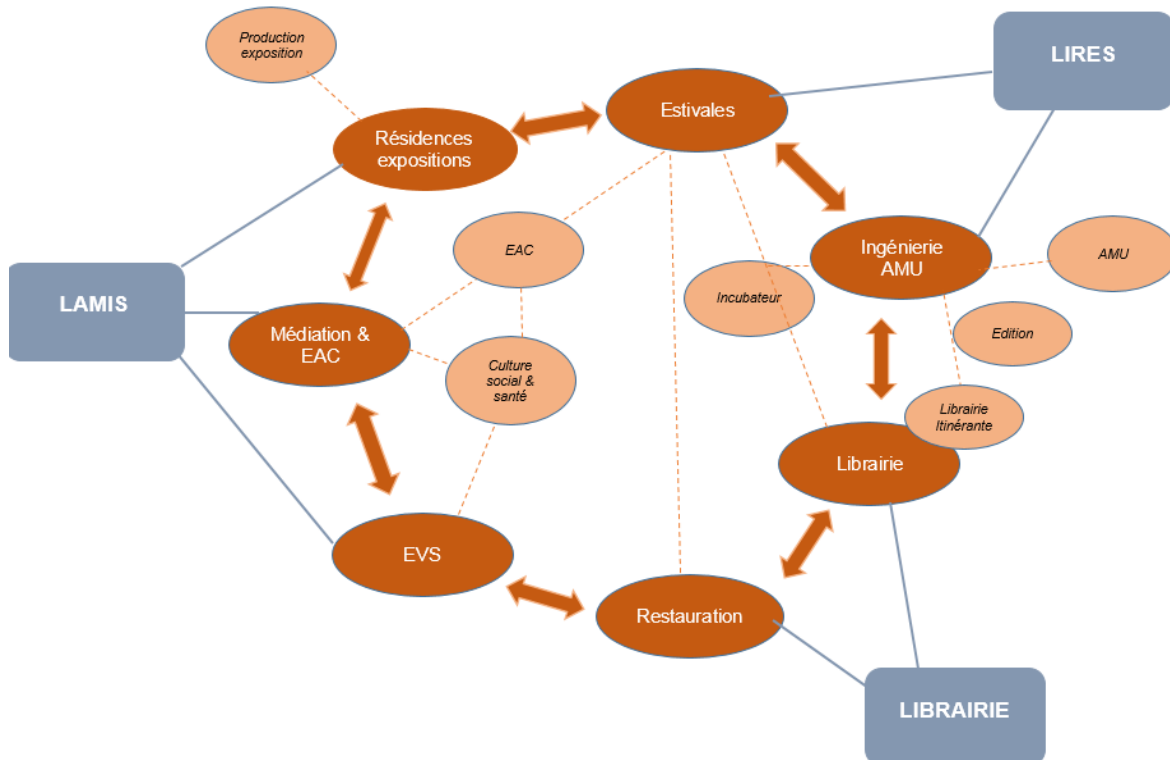 Production
exposition
LIRES
Estivales
Résidences
expositions
EAC
Ingénierie
AMU
AMU
Incubateur
LAMIS
Médiation &
EAC
Edition
Culture
social &
santé
Librairie
Itinérante
Librairie
EVS
Restauration
LIBRAIRIE